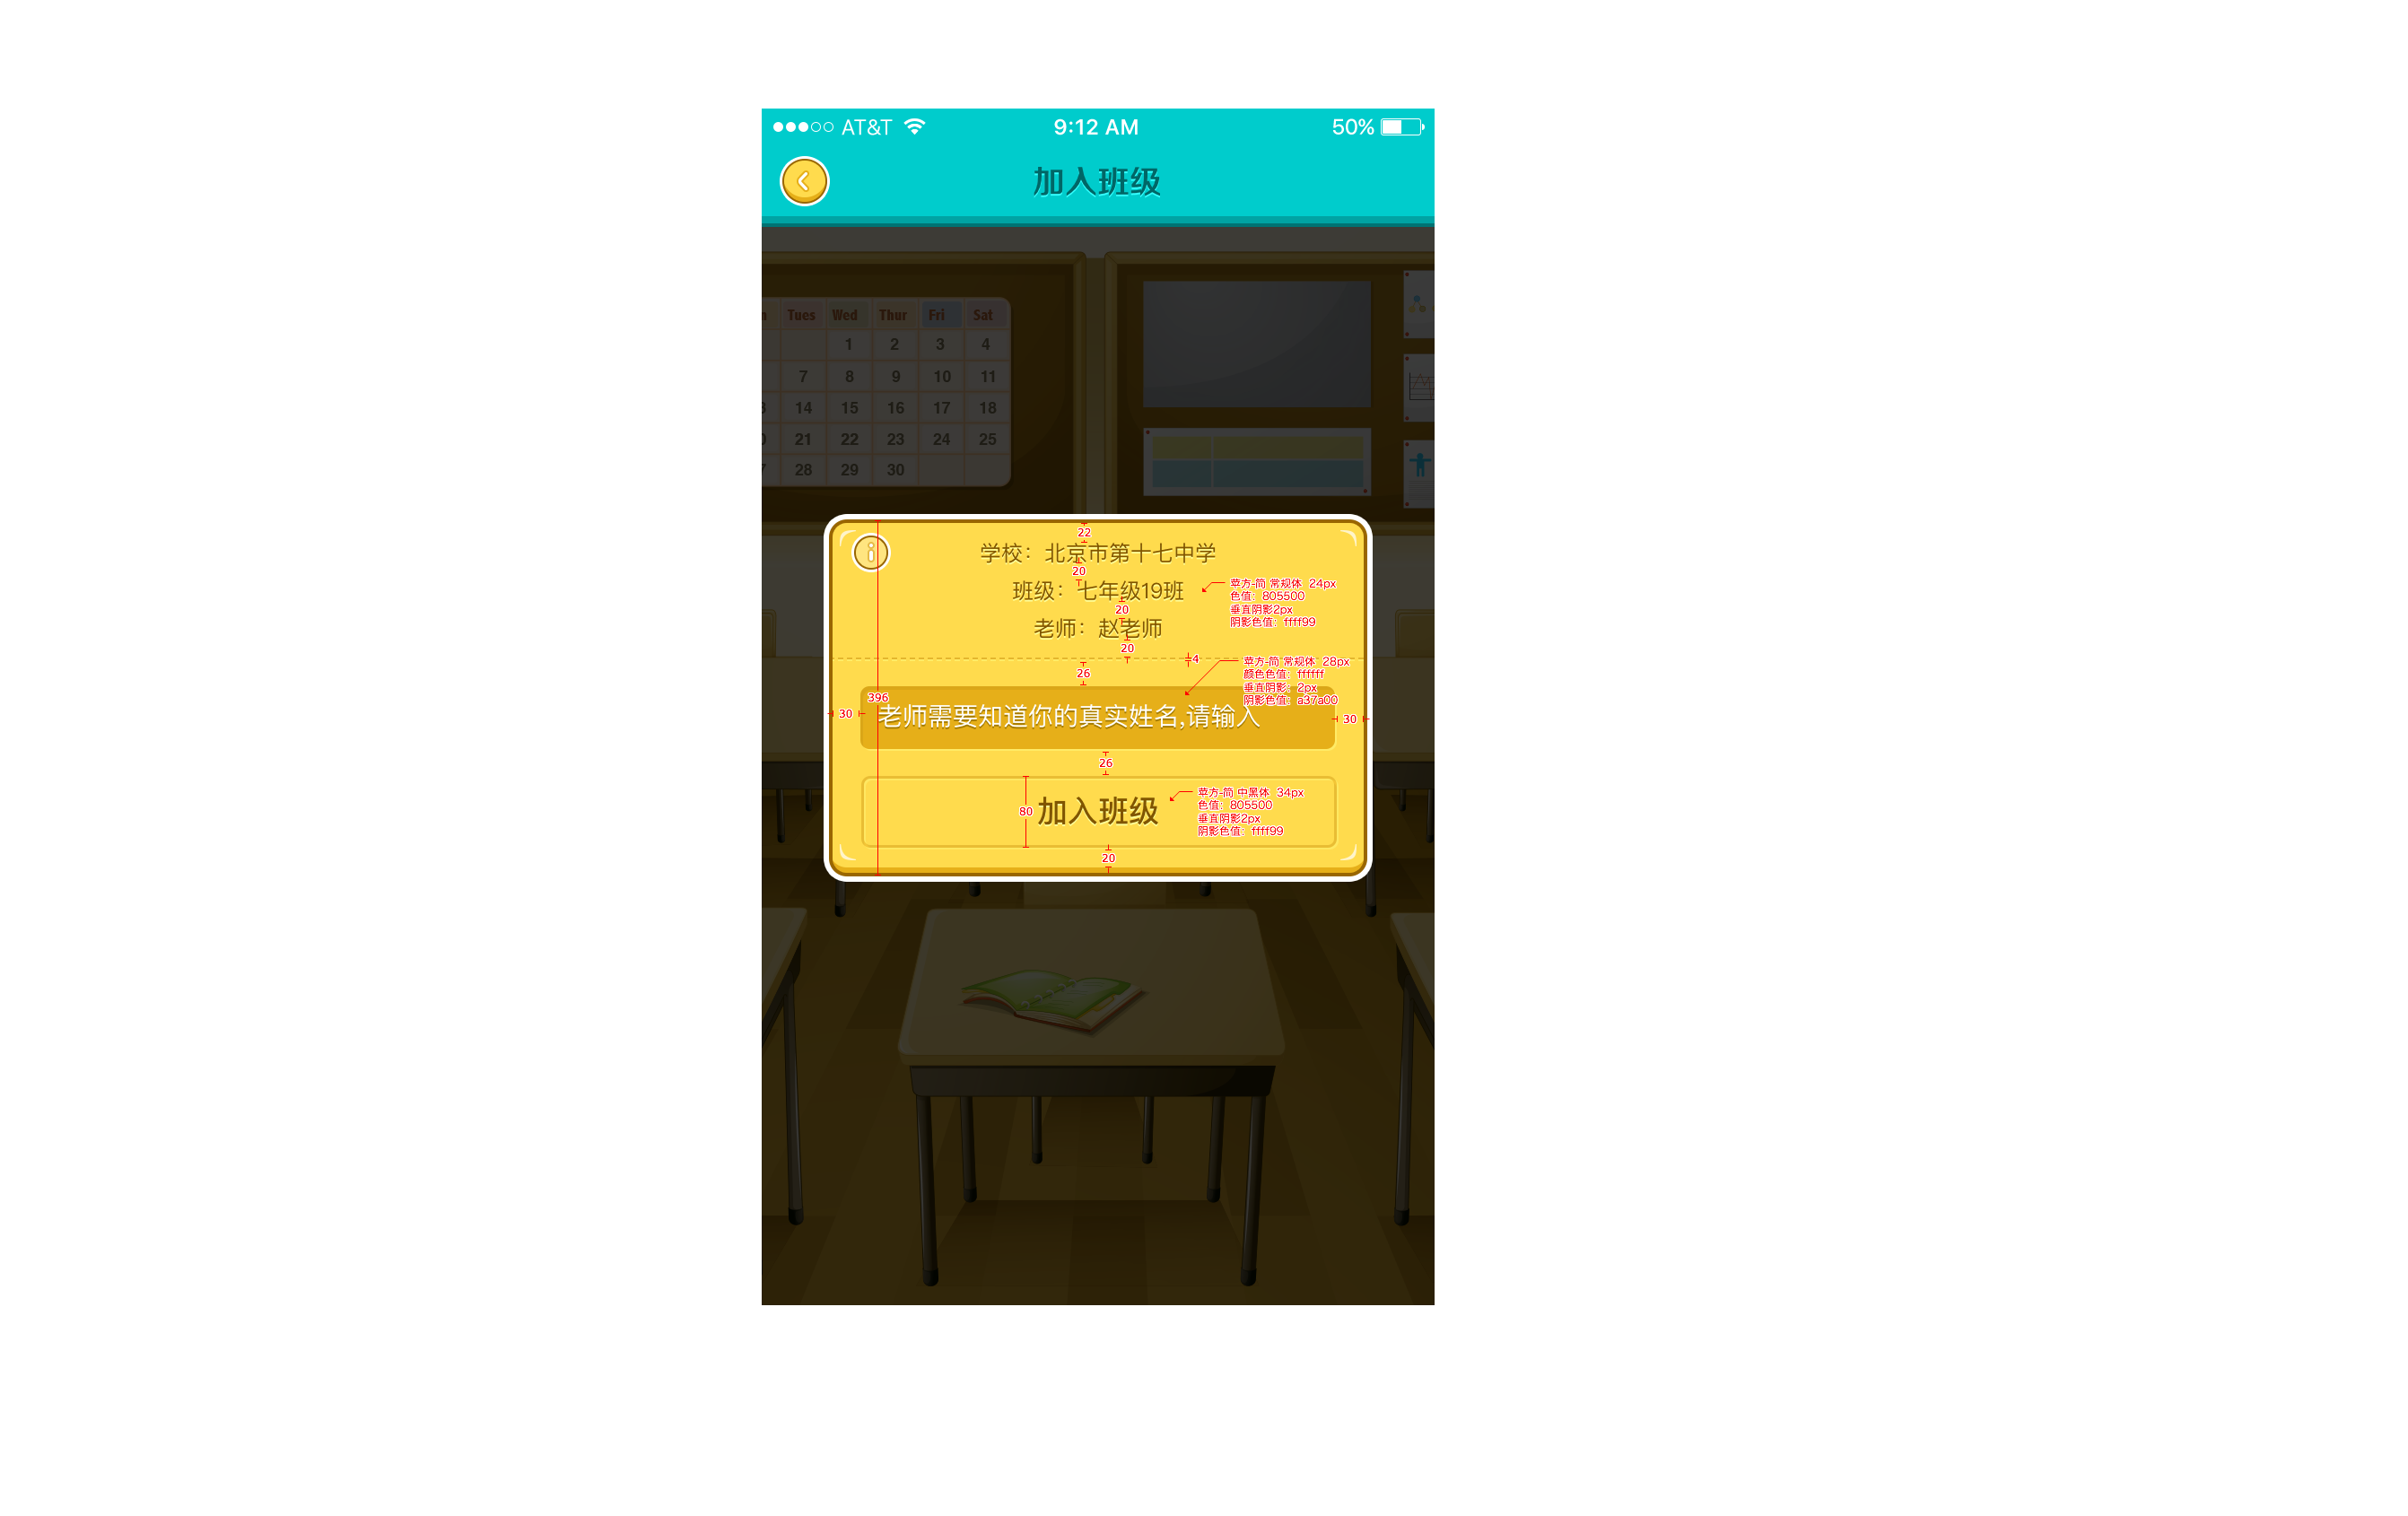 AT&T 9:12 AM 50%
加入班级
Tues Wed Thur Fri Sat
1 2 3 4
7 8 9 10 11
14 15 16 17 18
21 22 23 24 25
28 29 30
22
学校：北京市第十七中学
20
班级：七年级19班
苹方-简 常规体 24px
色值：805500
垂直阴影2px
阴影色值：ffff99
20
老师：赵老师
20
4
26
苹方-简 常规体 28px
颜色色值：ffffff
垂直阴影：2px
阴影色值：a37a00
396
30
老师需要知道你的真实姓名,请输入
30
26
80
加入班级
苹方-简 中黑体 34px
色值：805500
垂直阴影2px
阴影色值：ffff99
20